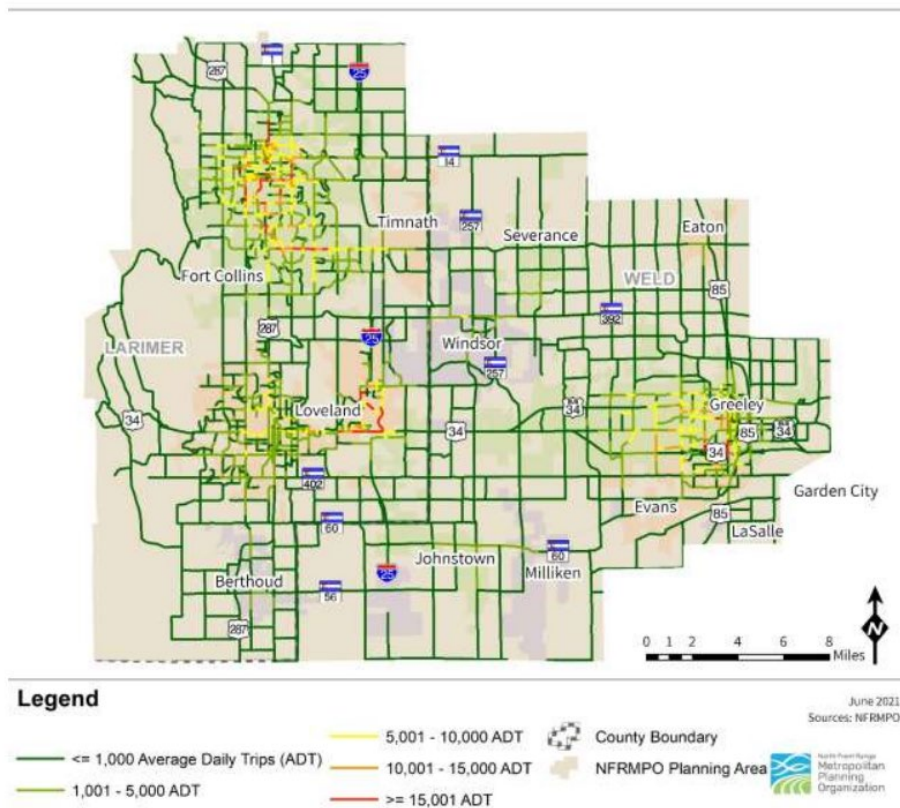 287
25
14
Timnath
257
Severance
Eaton
Fort Collins
WELD
85
392
287
25
LARIMER
Windsor
257
34
Loveland
34
34
Greeley
85
34
34
402
Garden City
Evans
85
60
LaSalle
Johnstown
60
Milliken
25
Berthoud
56
287
N
0 1 2 4 6 8
Miles
Legend
June 2021
Sources: NFRMPO
<= 1,000 Average Daily Trips (ADT)
1,001 - 5,000 ADT
5,001 - 10,000 ADT
10,001 - 15,000 ADT
>= 15,001 ADT
County Boundary
NFRMPO Planning Area
North Front Range
Metropolitan
Planning
Organization